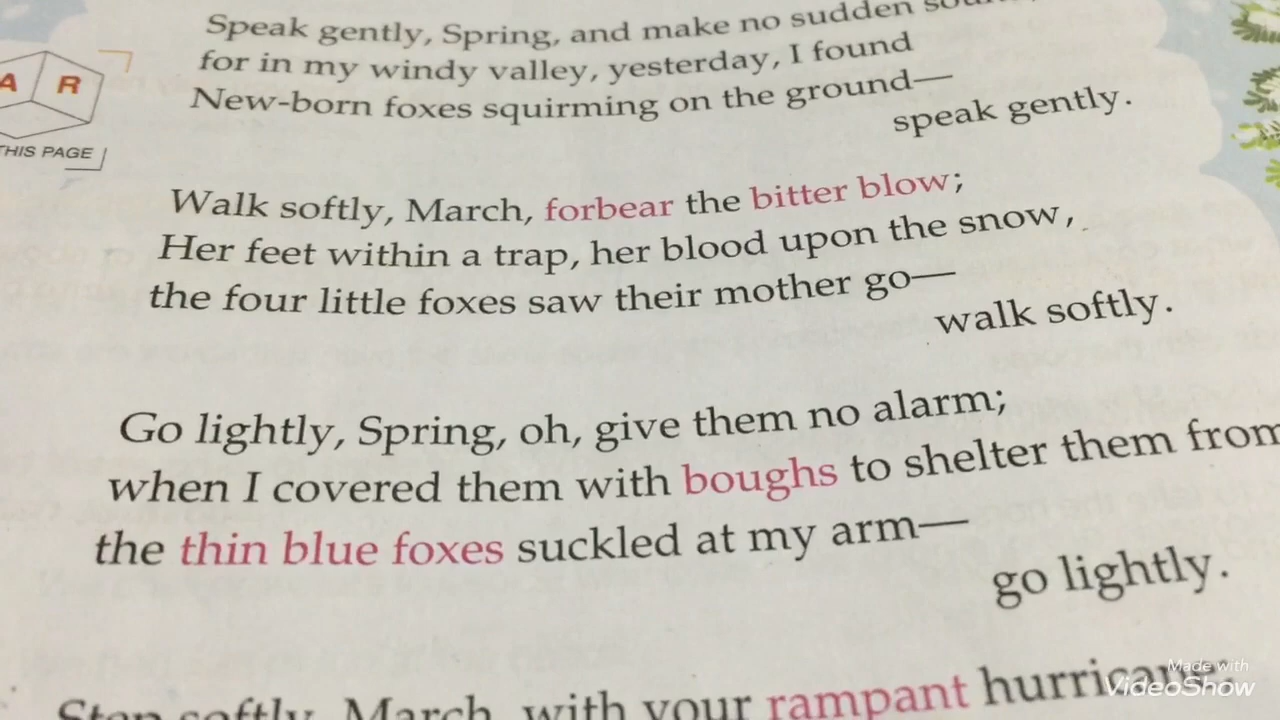 Speak gently, Spring, and make no sudden
for in my windy valley, yesterday, I found
New-born foxes squirming on the ground—
speak gently.
A R
THIS PAGE
Walk softly, March, forbear the bitter blow;
Her feet within a trap, her blood upon the snow,
the four little foxes saw their mother go—
walk softly.
Go lightly, Spring, oh, give them no alarm;
when I covered them with boughs to shelter them from
the thin blue foxes suckled at my arm—
go lightly.
Step softly, March, with your rampant hurricane;
Made with
VideoShow